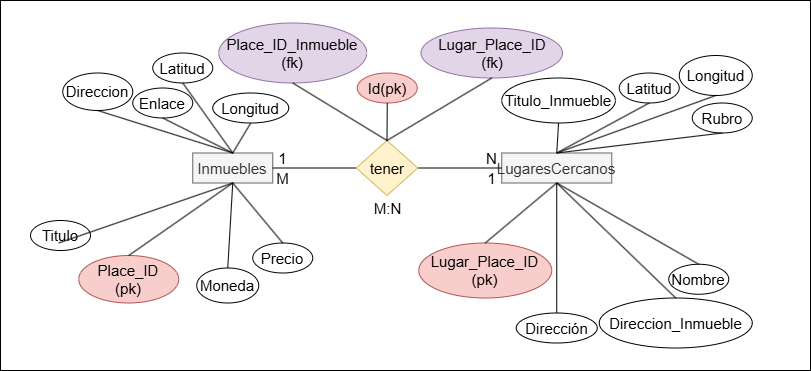 Place_ID_Inmueble
(fk)
Lugar_Place_ID
(fk)
Latitud
Direccion
Enlace
Longitud
Id(pk)
Titulo_Inmueble
Latitud
Longitud
Rubro
Inmuebles
1
M
tener
M:N
N
1
LugaresCercanos
Titulo
Place_ID
(pk)
Moneda
Precio
Lugar_Place_ID
(pk)
Dirección
Direccion_Inmueble
Nombre